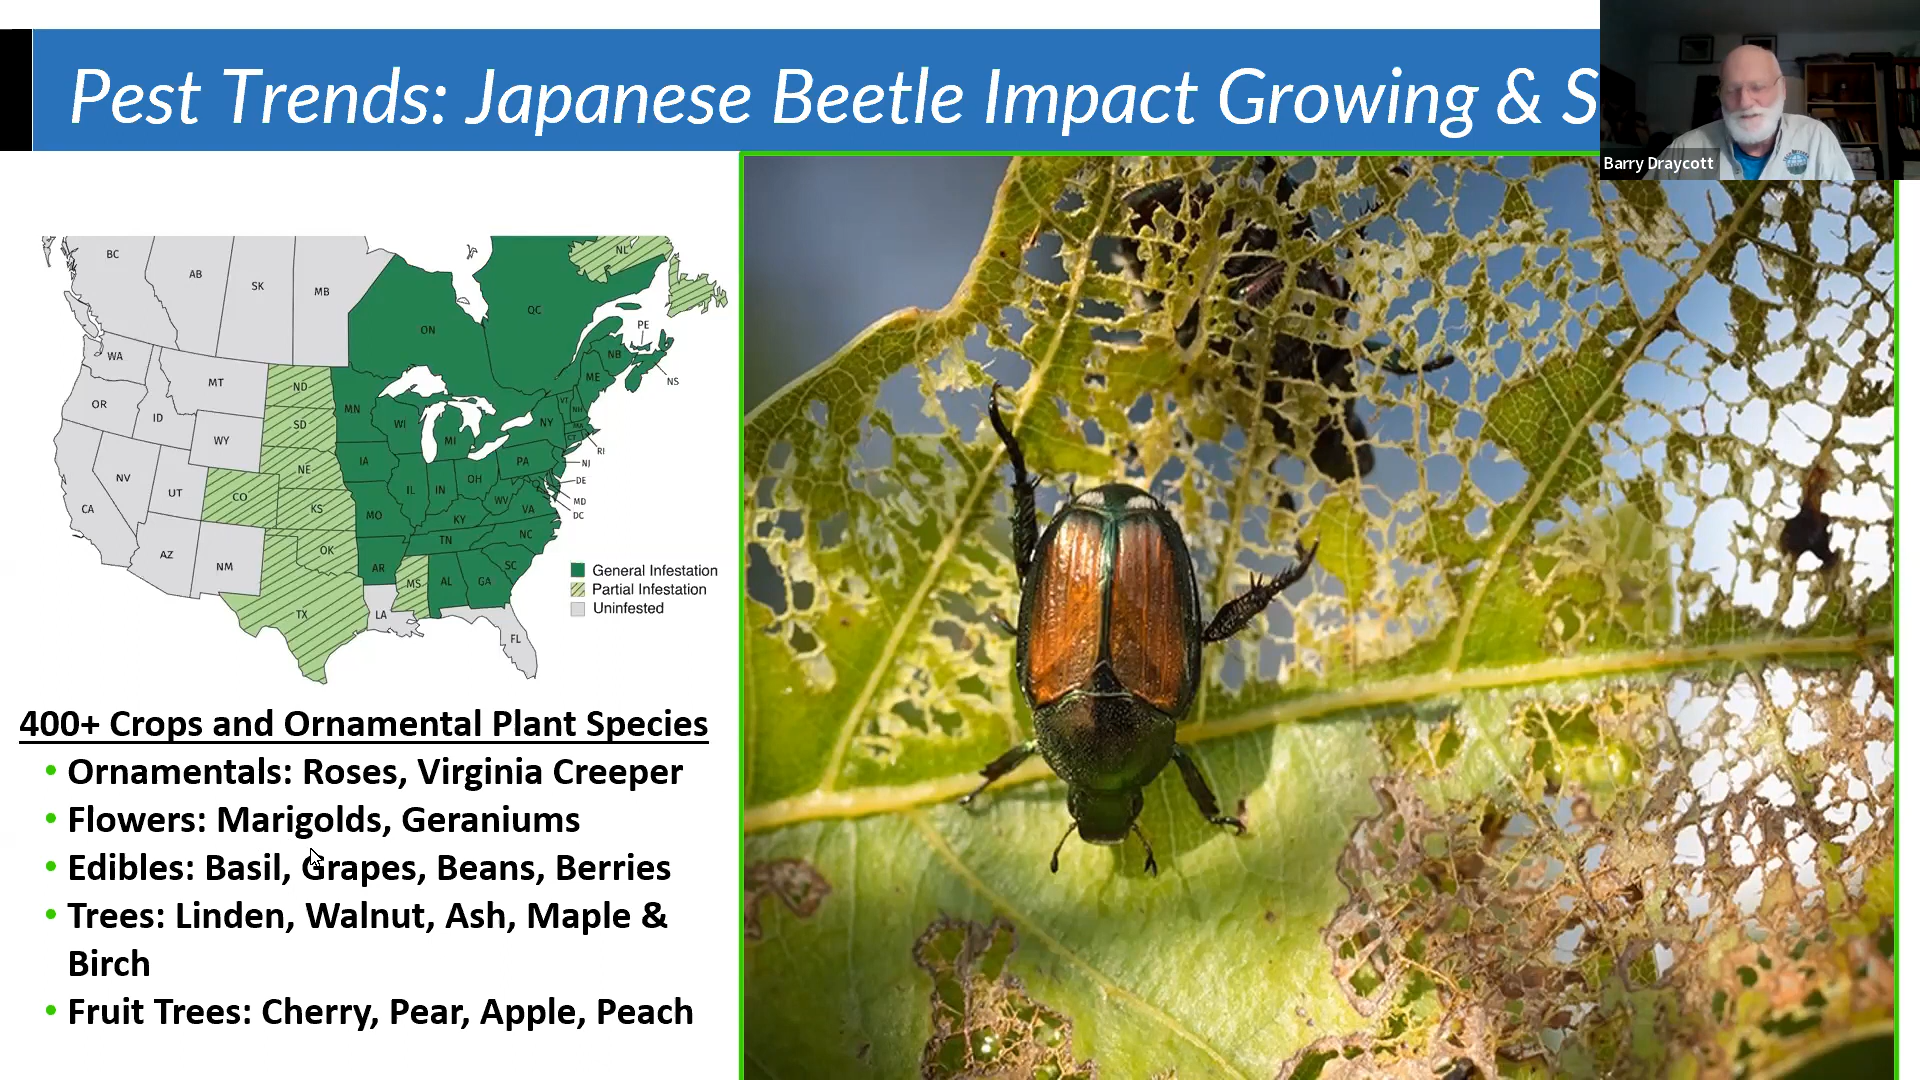 Pest Trends: Japanese Beetle Impact Growing & S
Barry Draycott
BC
AB
SK
MB
ON
QC
NL
PE
NB
NS
ME
WA
MT
ND
MN
OR
ID
WY
SD
WI
MI
NY
VT
NH
MA
CT
RI
NV
UT
CO
NE
IA
IL
IN
OH
PA
NJ
DE
MD
DC
CA
AZ
NM
KS
MO
KY
WV
VA
OK
AR
TN
NC
TX
LA
MS
AL
GA
SC
FL
General Infestation
Partial Infestation
Uninfested
400+ Crops and Ornamental Plant Species
• Ornamentals: Roses, Virginia Creeper
• Flowers: Marigolds, Geraniums
• Edibles: Basil, Grapes, Beans, Berries
• Trees: Linden, Walnut, Ash, Maple &
Birch
• Fruit Trees: Cherry, Pear, Apple, Peach